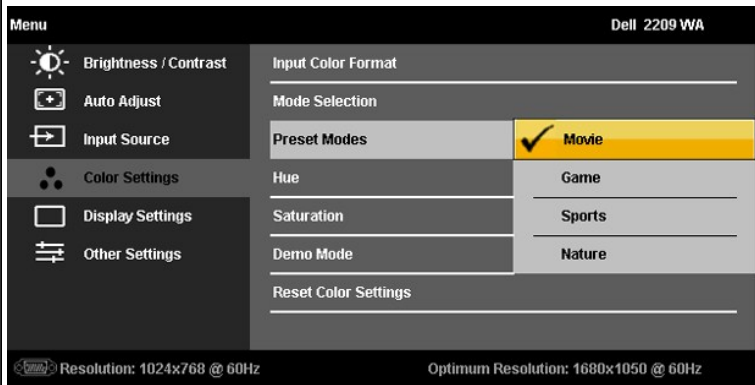 Menu Dell 2209 WA
Brightness / Contrast Input Color Format
Auto Adjust Mode Selection
Input Source Preset Modes Movie
Color Settings Hue Game
Display Settings Saturation Sports
Other Settings Demo Mode Nature
Reset Color Settings
Resolution: 1024x768 @ 60Hz Optimum Resolution: 1680x1050 @ 60Hz